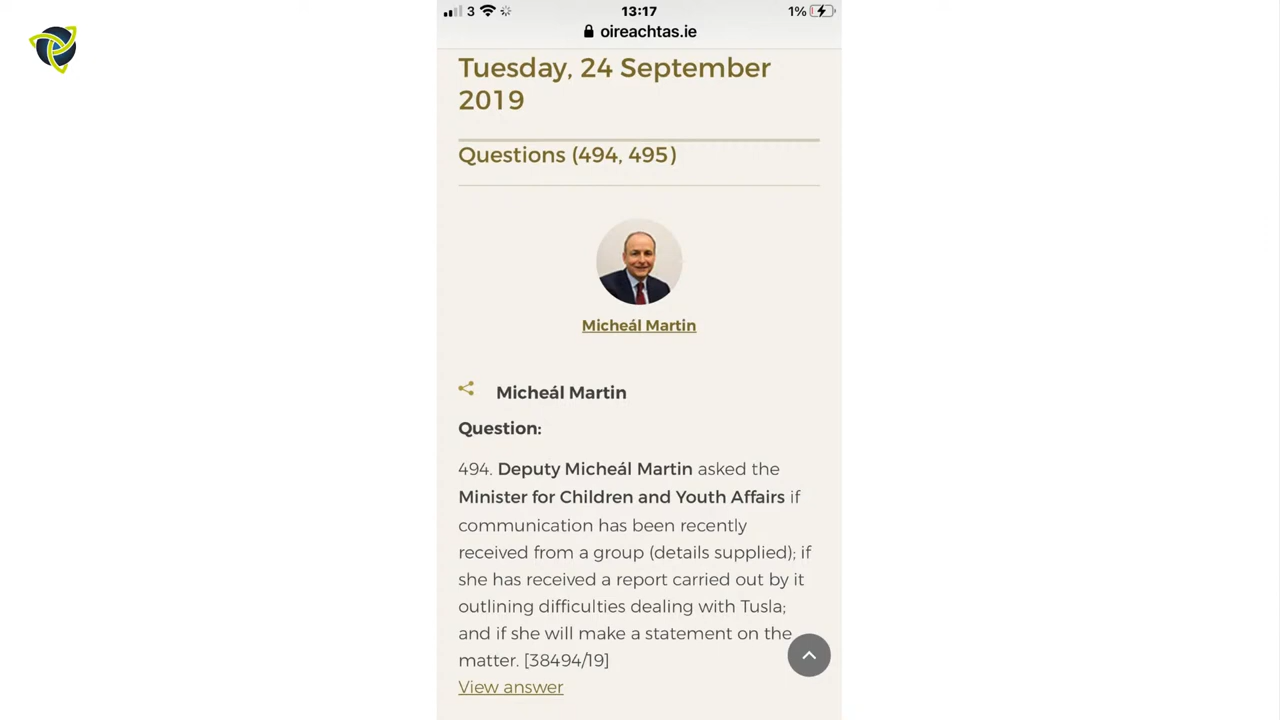 3 13:17 1%
oireachtas.ie
Tuesday, 24 September
2019
Questions (494, 495)
Micheál Martin
Micheál Martin
Question:
494. Deputy Micheál Martin asked the
Minister for Children and Youth Affairs if
communication has been recently
received from a group (details supplied); if
she has received a report carried out by it
outlining difficulties dealing with Tusla;
and if she will make a statement on the
matter. [38494/19]
View answer